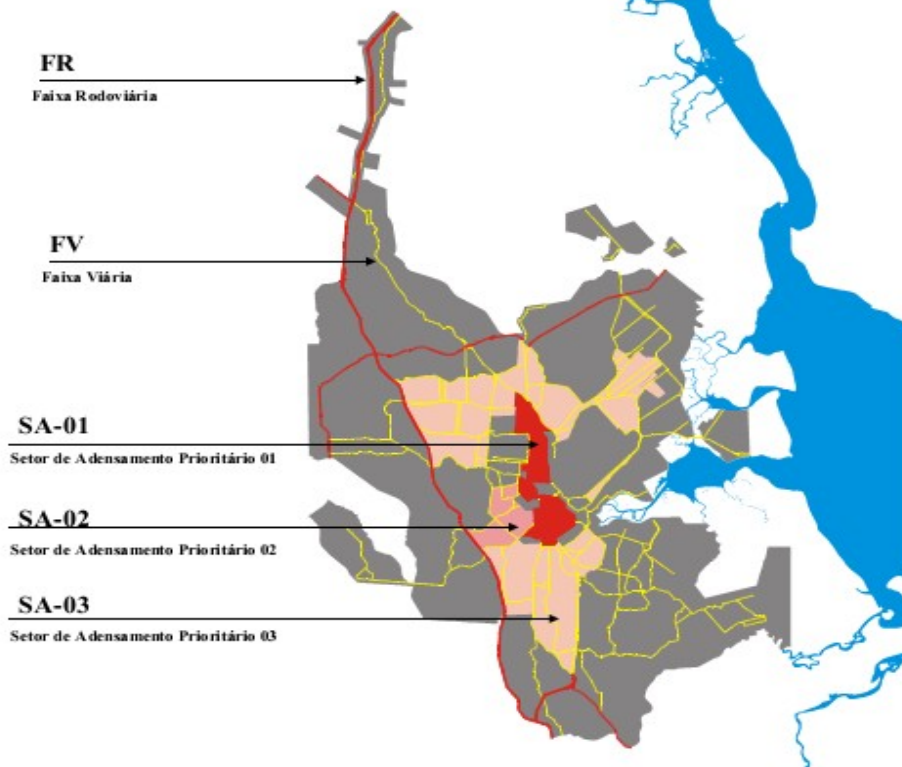 FR
Faixa Rodoviária
FV
Faixa Viária
SA-01
Setor de Adensamento Prioritário 01
SA-02
Setor de Adensamento Prioritário 02
SA-03
Setor de Adensamento Prioritário 03